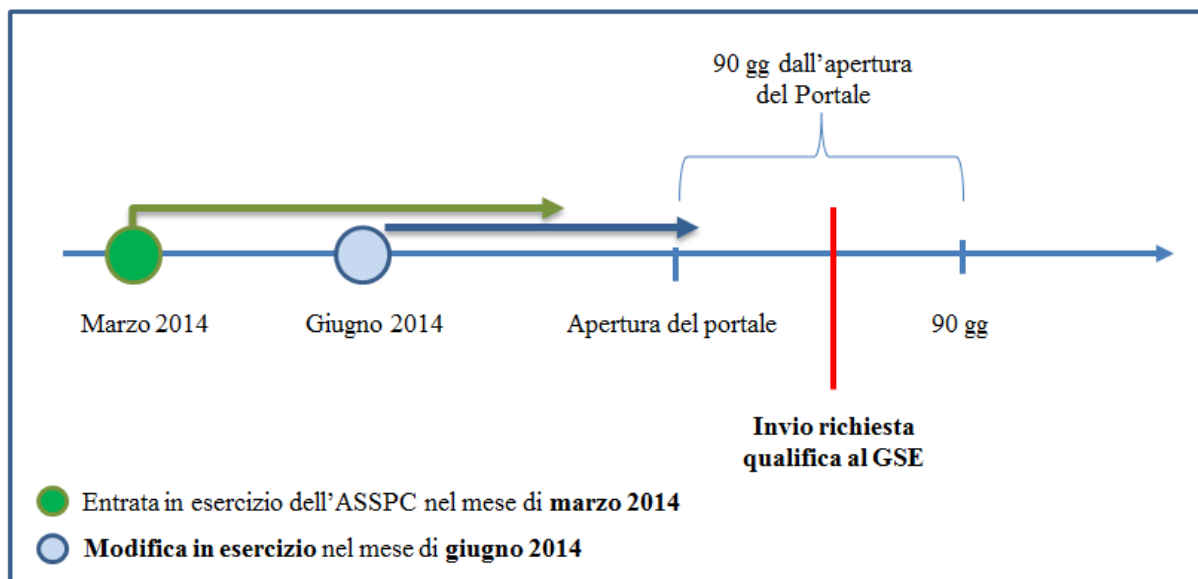 90 gg dall’apertura
del Portale
Marzo 2014
Giugno 2014
Apertura del portale
90 gg
Invio richiesta
qualifica al GSE
Entrata in esercizio dell’ASSPC nel mese di marzo 2014
Modifica in esercizio nel mese di giugno 2014